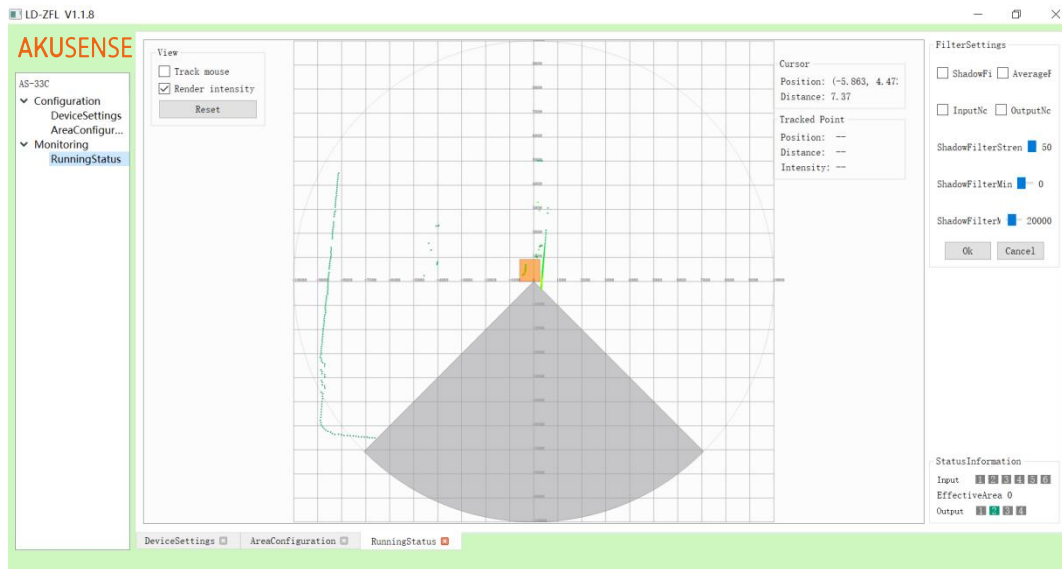 LD-ZFL V1.1.8
AKUSENSE
AS-33C
Configuration
DeviceSettings
AreaConfigur...
Monitoring
RunningStatus
View
Track mouse
Render intensity
Reset
Cursor
Position: (-5.863, 4.47
Distance: 7.37
Tracked Point
Position: --
Distance: --
Intensity: --
FilterSettings
ShadowFi AverageF
InputNc OutputNc
ShadowFilterStren 50
ShadowFilterMin 0
ShadowFilterM 20000
Ok Cancel
StatusInformation
Input 1 2 3 4 5 6
EffectiveArea 0
Output 1 2 3 4
DeviceSettings AreaConfiguration RunningStatus